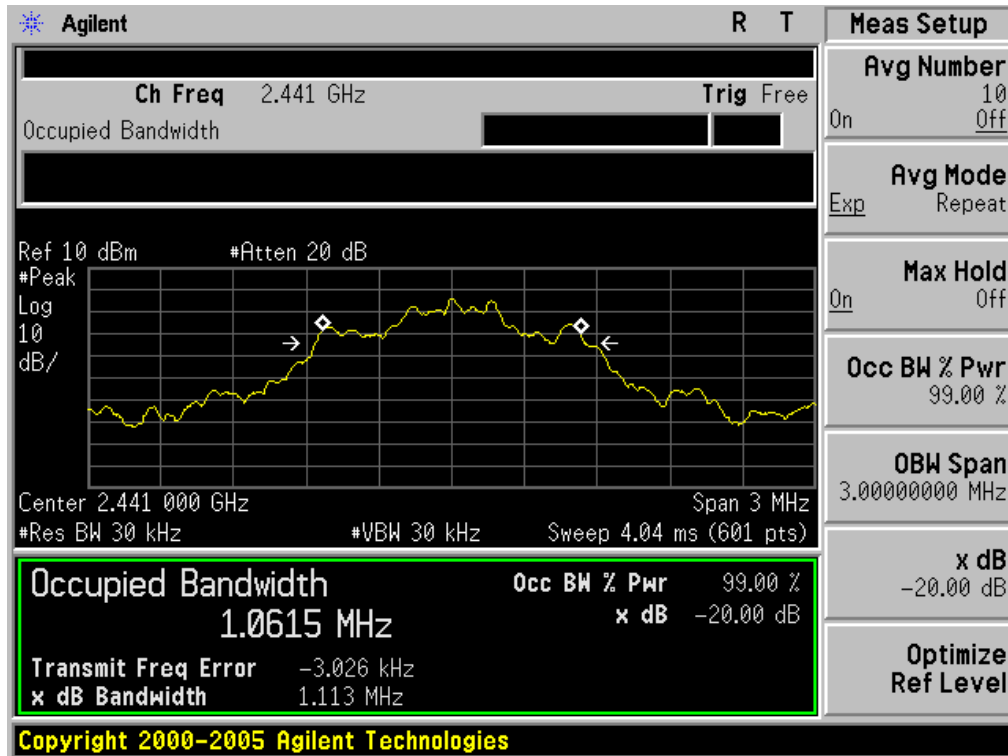 Agilent R T
Ch Freq 2.441 GHz Trig Free
Occupied Bandwidth
Ref 10 dBm #Atten 20 dB
#Peak
Log
10
dB/
Center 2.441 000 GHz Span 3 MHz
#Res BW 30 kHz #VBW 30 kHz Sweep 4.04 ms (601 pts)
Occupied Bandwidth
1.0615 MHz
Occ BW % Pwr 99.00 %
x dB -20.00 dB
Transmit Freq Error -3.026 kHz
x dB Bandwidth 1.113 MHz
Copyright 2000-2005 Agilent Technologies
Meas Setup
Avg Number
10
On Off
Avg Mode
Exp Repeat
Max Hold
On Off
Occ BW % Pwr
99.00 %
OBW Span
3.00000000 MHz
x dB
-20.00 dB
Optimize
Ref Level